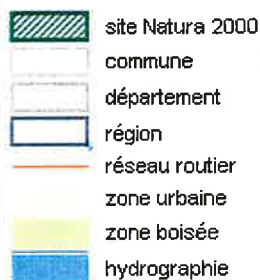 site Natura 2000
commune
département
région
réseau routier
zone urbaine
zone boisée
hydrographie